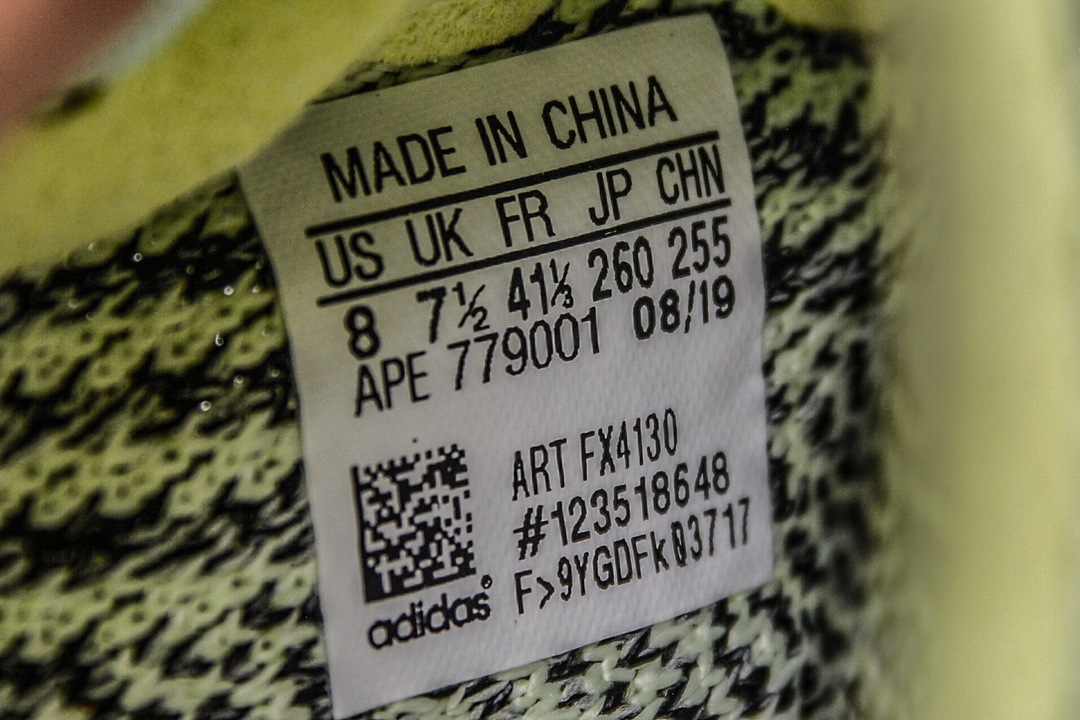 MADE IN CHINA
US UK FR JP CHN
8 7½ 41⅓ 260 255
APE 779001 08/19
ART FX4130
#123518648
F>9YGDFk03717
adidas®